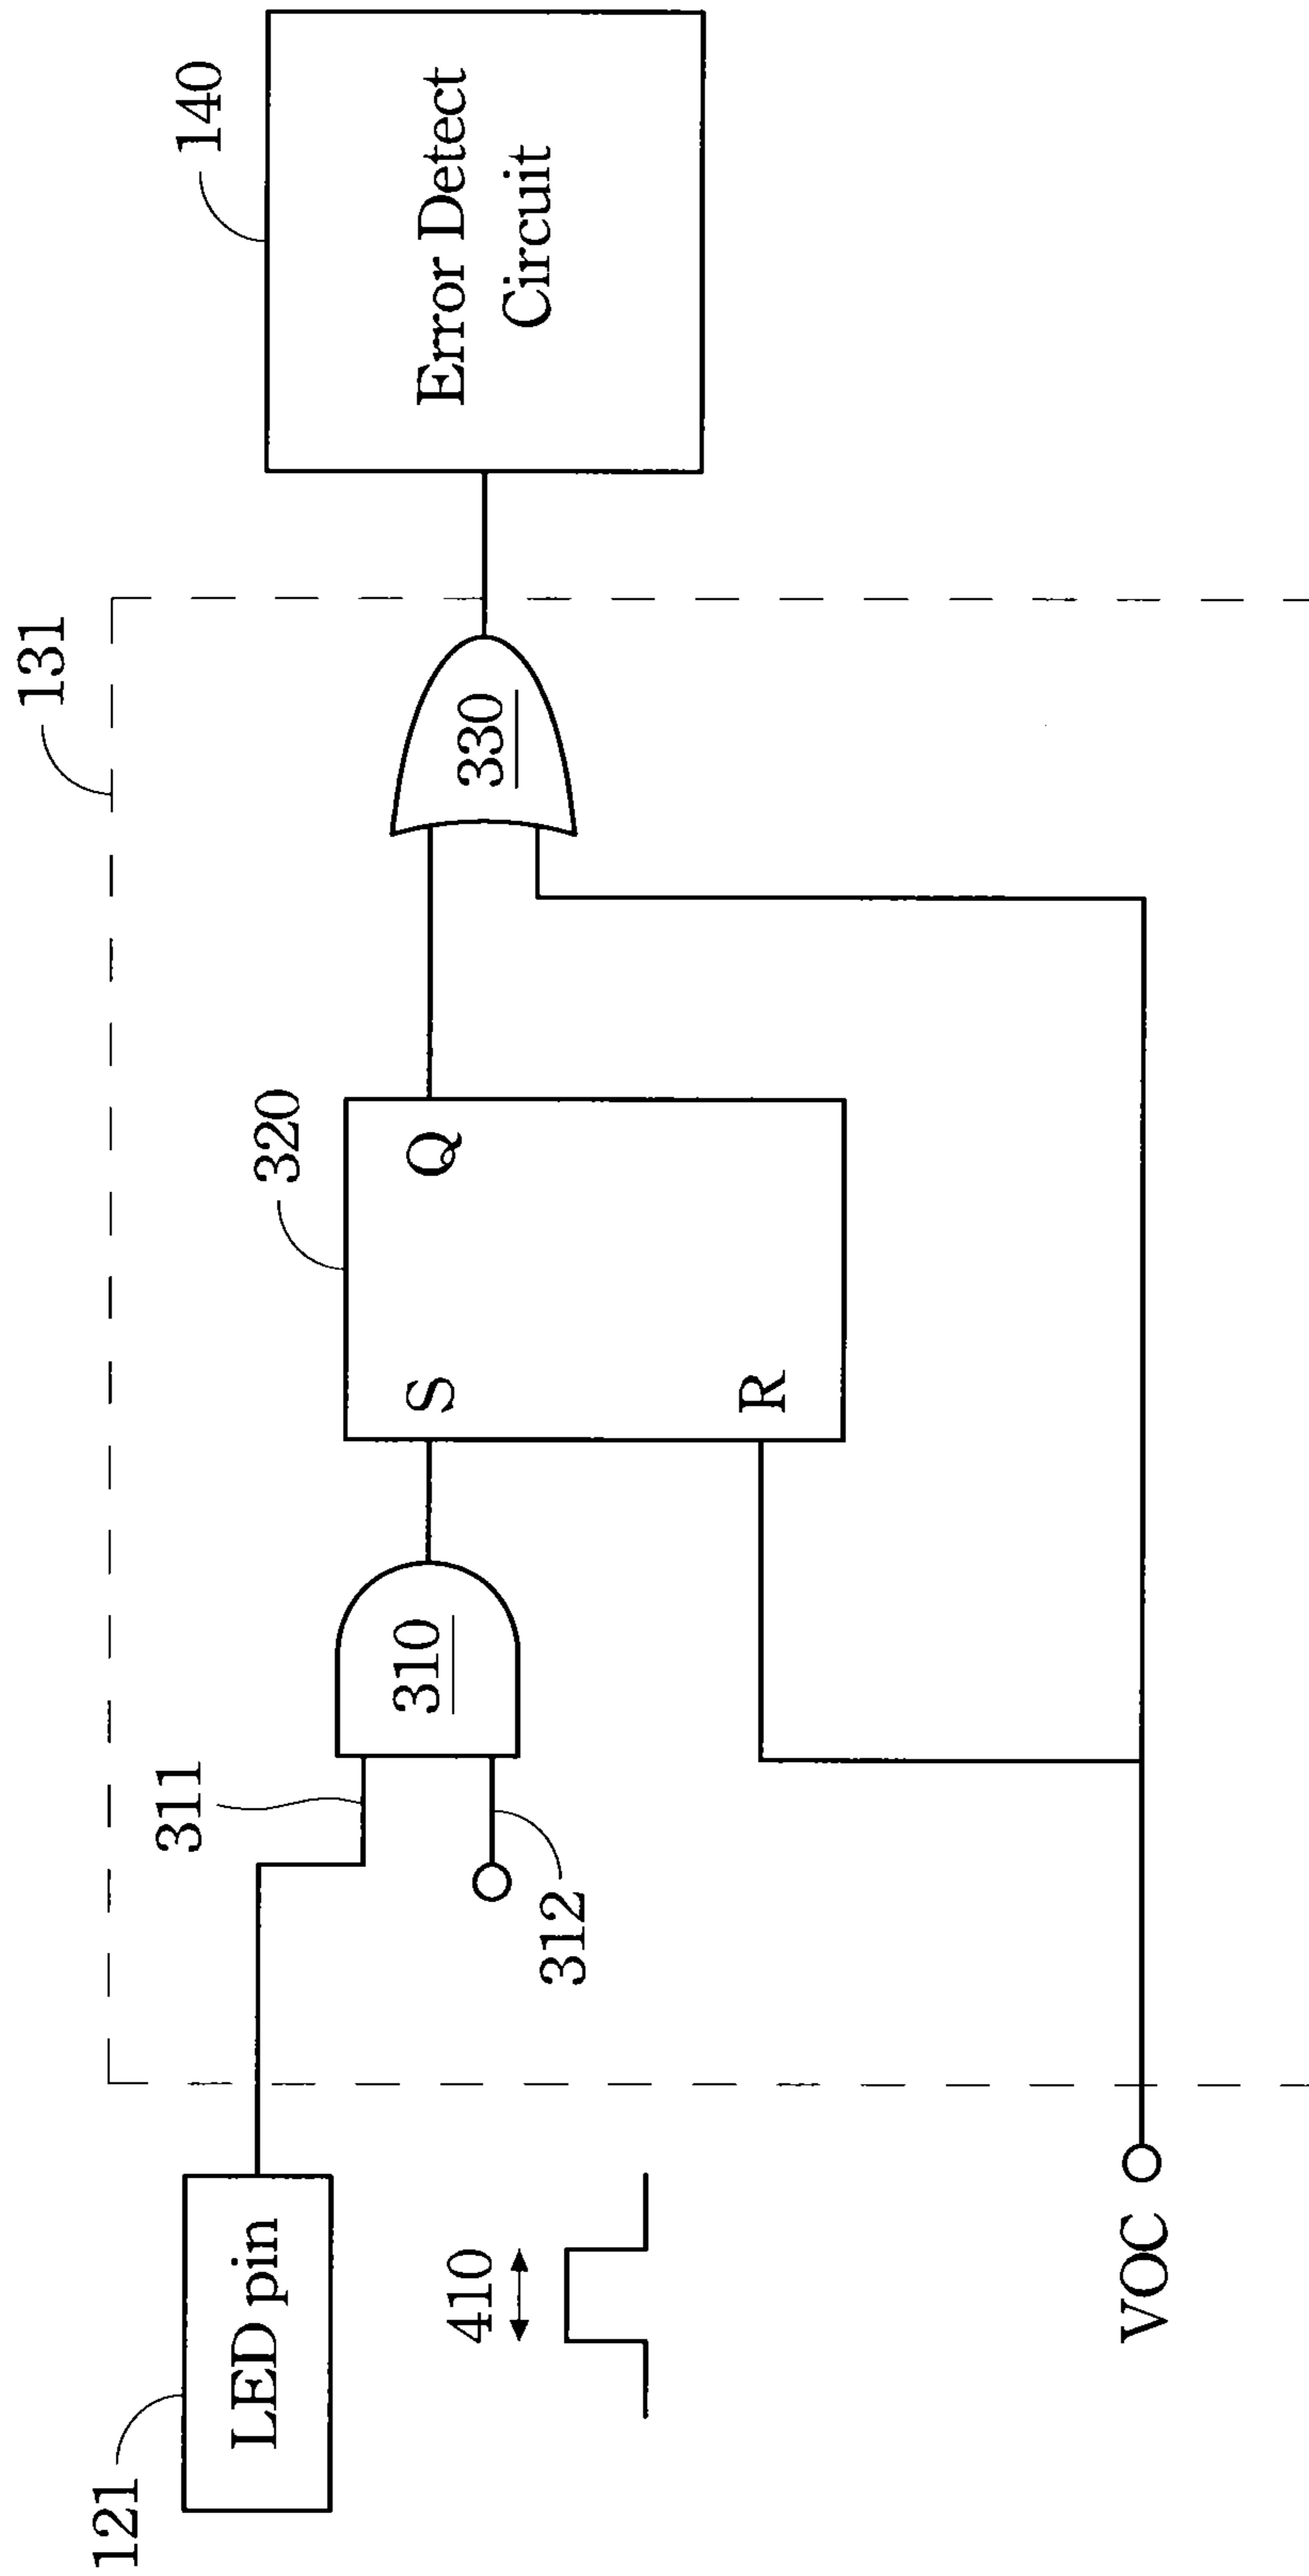 131
140
Error Detect
Circuit
330
320
S
Q
R
310
311
312
121
LED pin
410
VOC